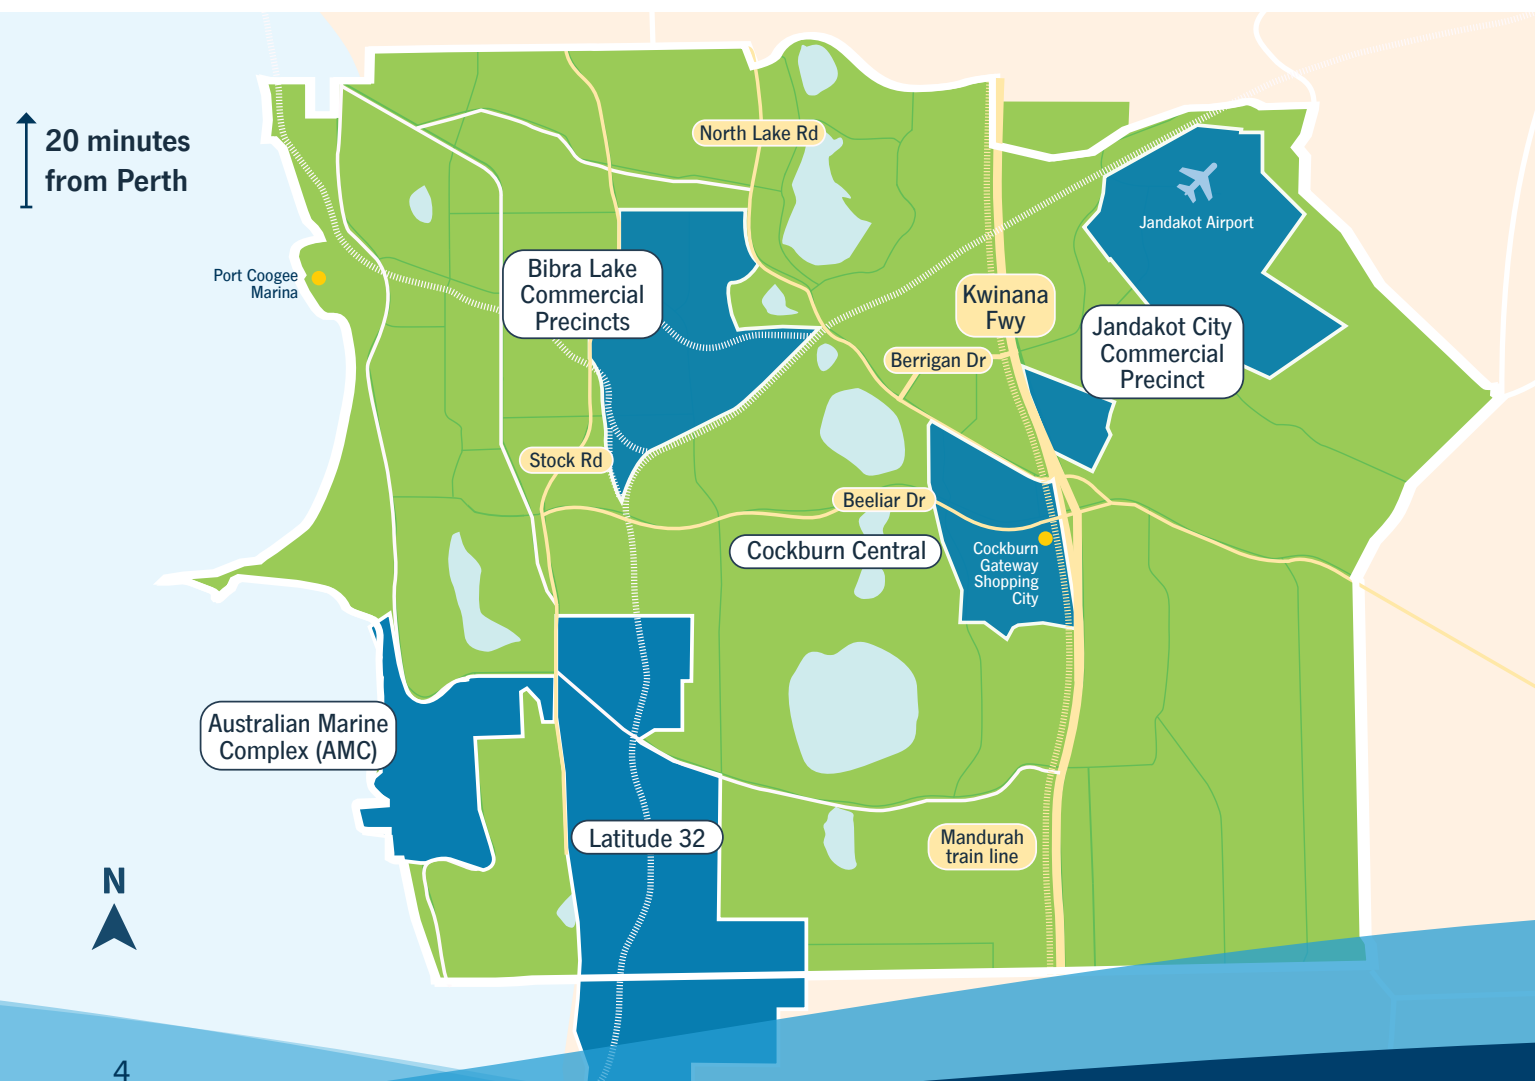 20 minutes
from Perth
North Lake Rd
Jandakot Airport
Port Coogee
Marina
Bibra Lake
Commercial
Precincts
Kwinana
Fwy
Jandakot City
Commercial
Precinct
Berrigan Dr
Stock Rd
Beeliar Dr
Cockburn Central
Cockburn
Gateway
Shopping
City
Australian Marine
Complex (AMC)
Latitude 32
Mandurah
train line
N
4